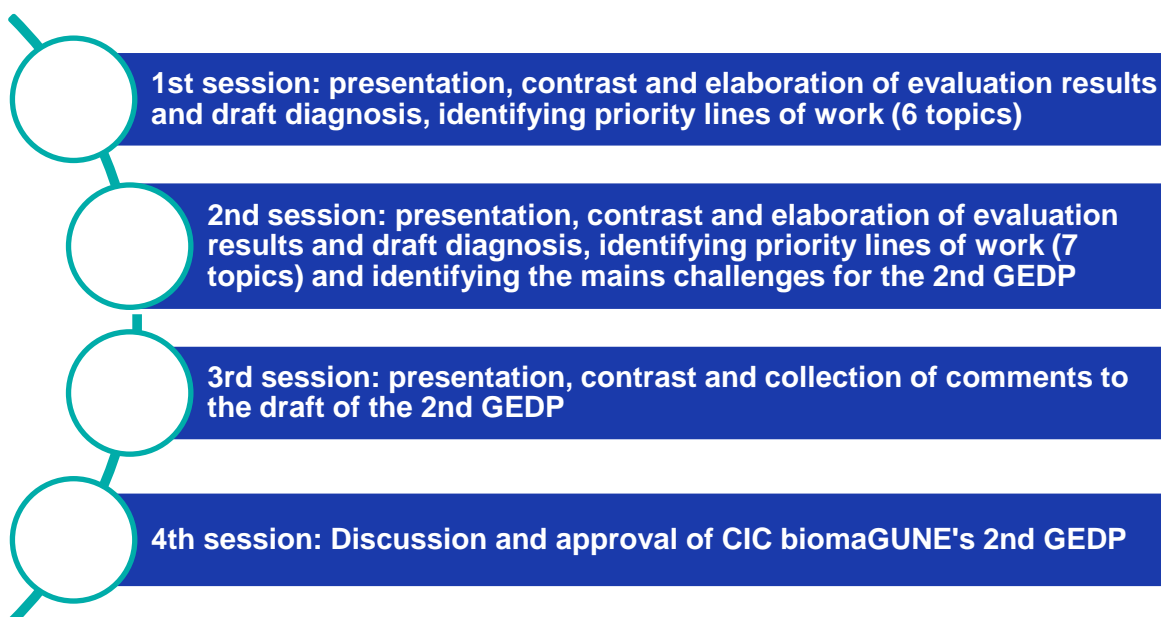 1st session: presentation, contrast and elaboration of evaluation results
and draft diagnosis, identifying priority lines of work (6 topics)
2nd session: presentation, contrast and elaboration of evaluation
results and draft diagnosis, identifying priority lines of work (7
topics) and identifying the mains challenges for the 2nd GEDP
3rd session: presentation, contrast and collection of comments to
the draft of the 2nd GEDP
4th session: Discussion and approval of CIC biomaGUNE's 2nd GEDP